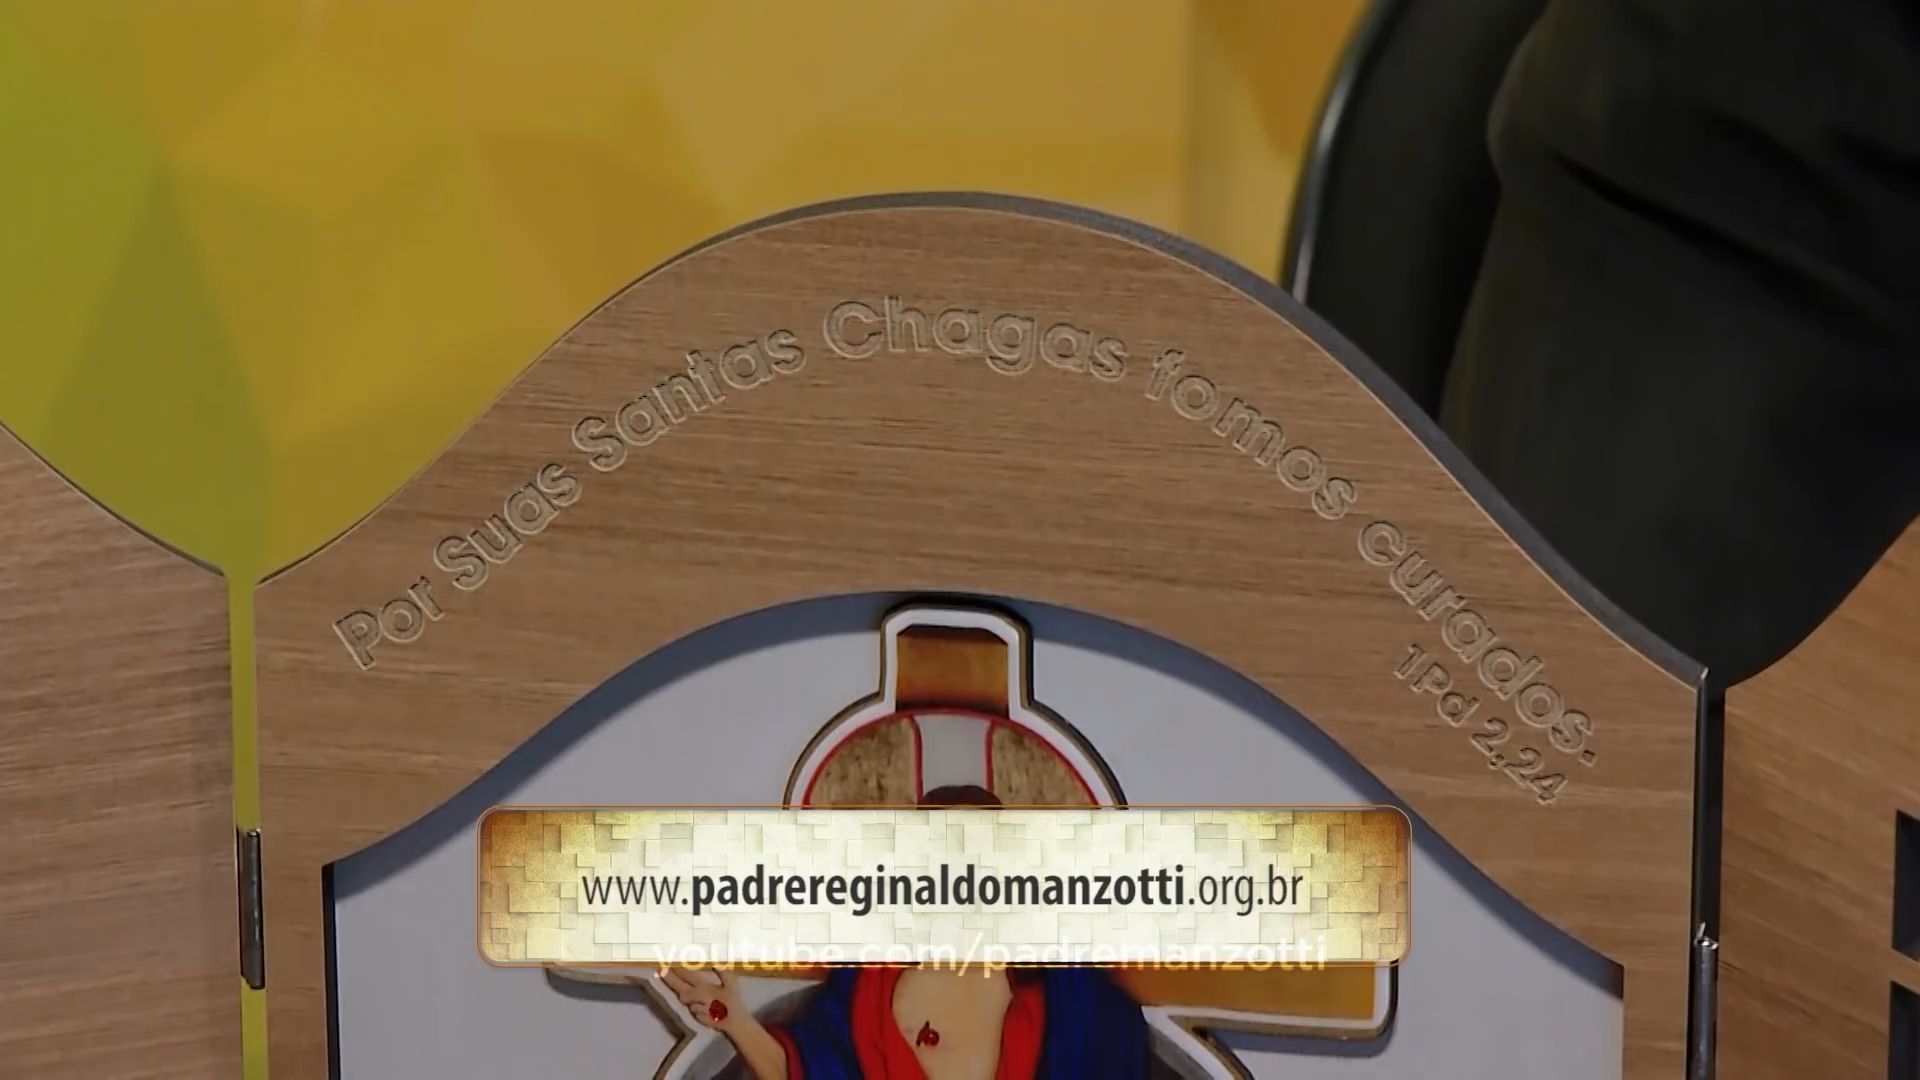 Por Suas Santas Chagas fomos curados.
1Pd 2,24
www.padrereginaldomanzotti.org.br
youtube.com/padremanzotti